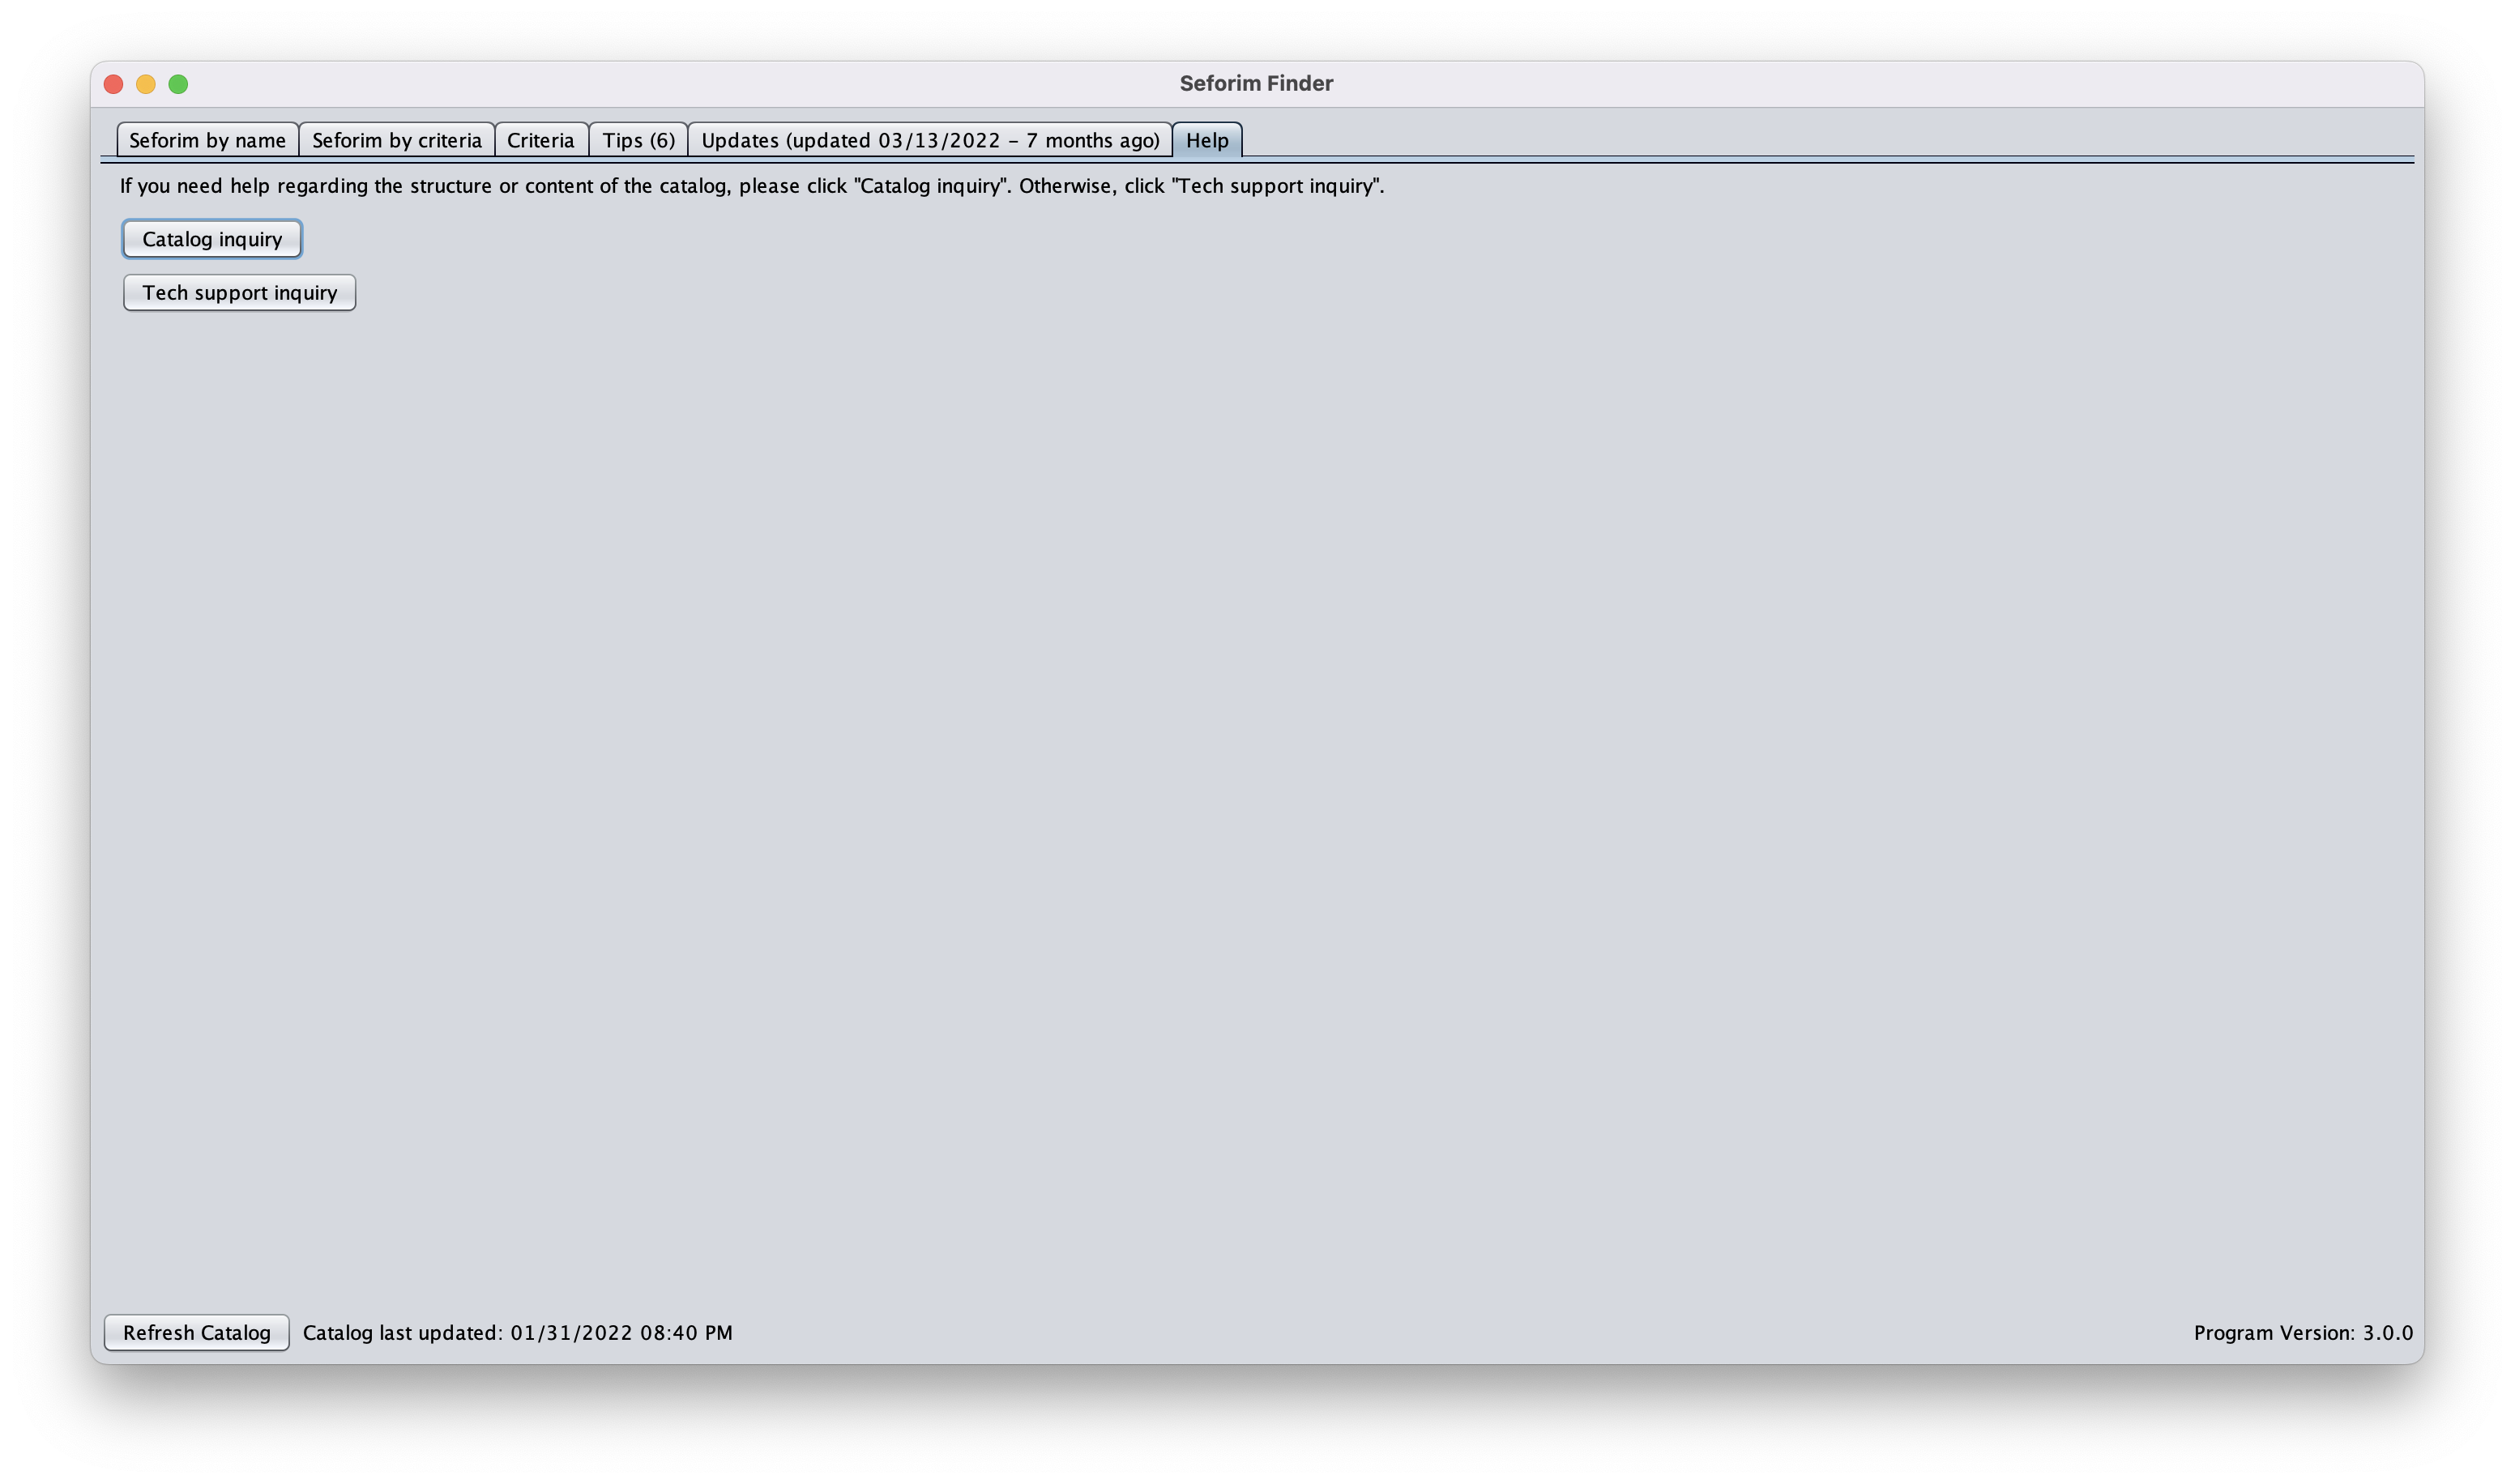 Seforim Finder
Seforim by name Seforim by criteria Criteria Tips (6) Updates (updated 03/13/2022 – 7 months ago) Help
If you need help regarding the structure or content of the catalog, please click "Catalog inquiry". Otherwise, click "Tech support inquiry".
Catalog inquiry
Tech support inquiry
Refresh Catalog Catalog last updated: 01/31/2022 08:40 PM Program Version: 3.0.0